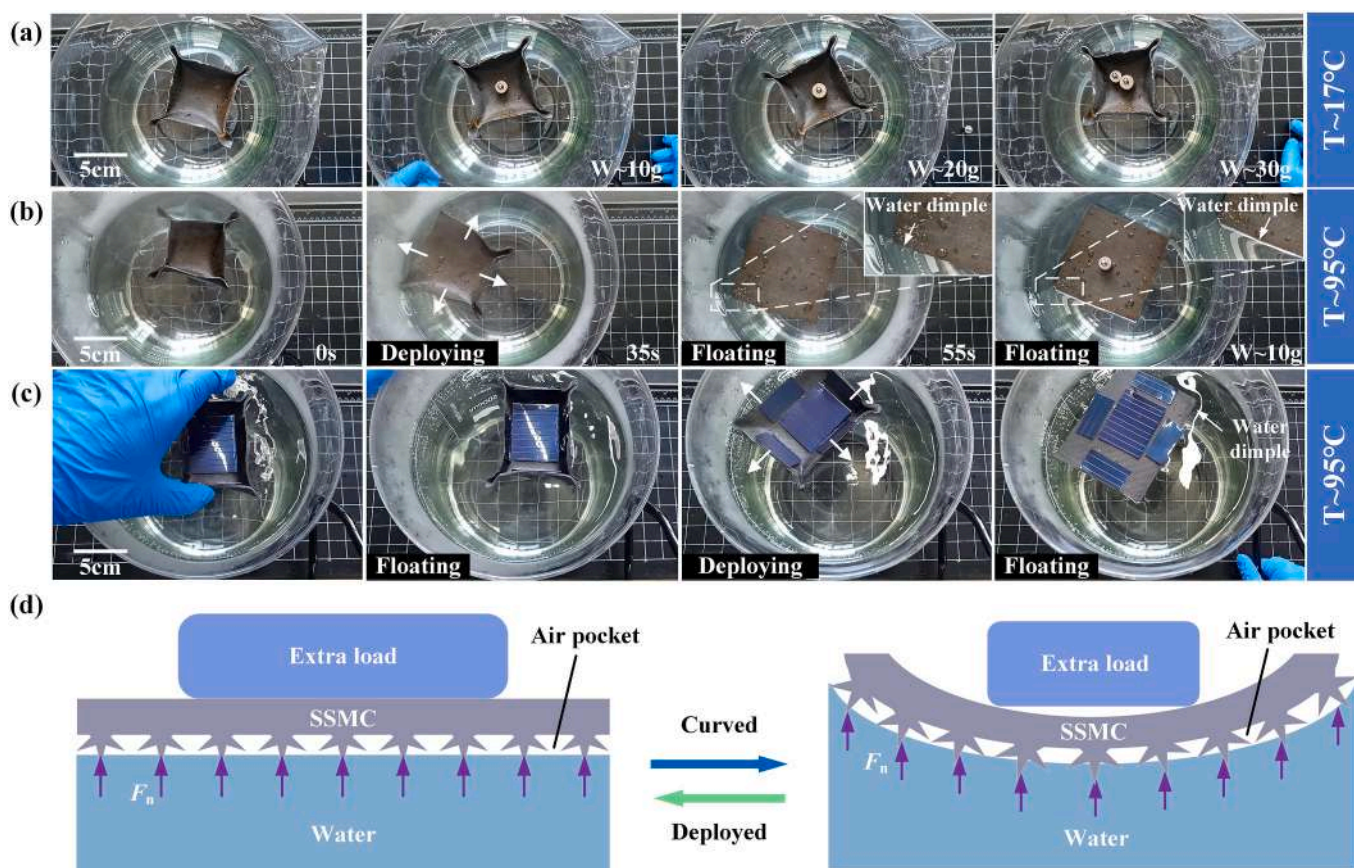 (a)
5cm
W~10g
W~20g
W~30g
T~17°C
(b)
5cm
0s
Deploying
35s
Water dimple
Floating
55s
Water dimple
Floating
W~10g
T~95°C
(c)
5cm
Floating
Deploying
Water
dimple
Floating
T~95°C
(d)
Extra load
Air pocket
SSMC
Fn
Water
Curved
Deployed
Extra load
Air pocket
SSMC
Fn
Water